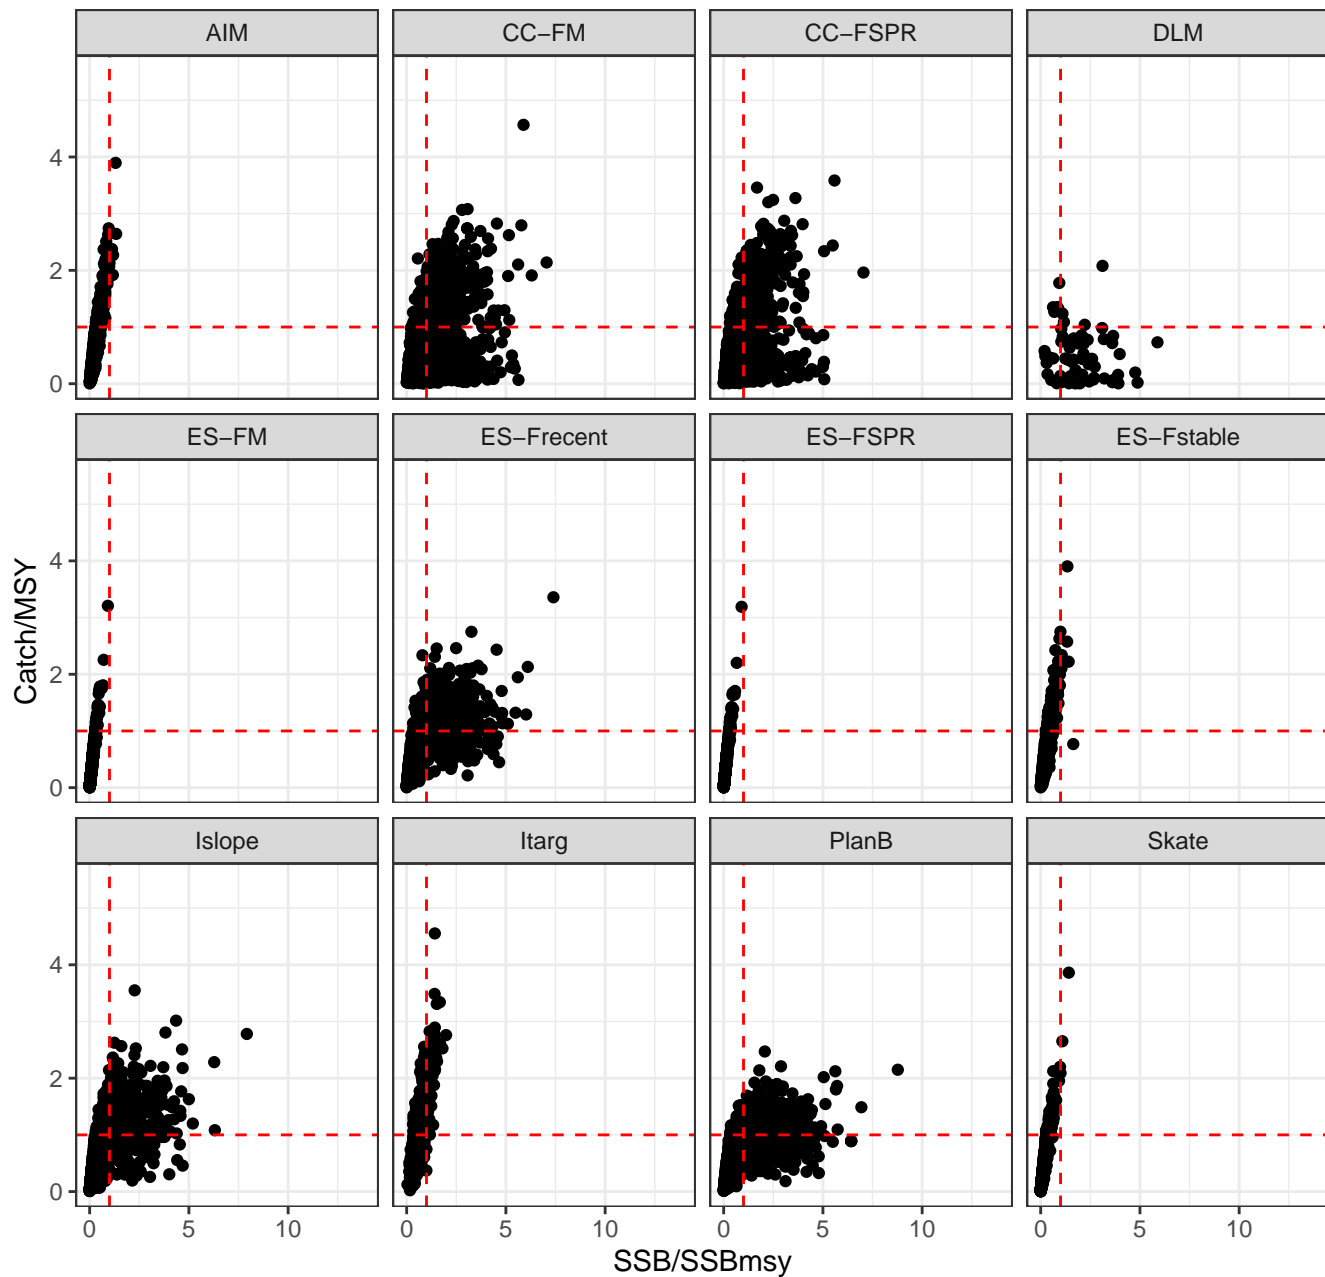 AIM CC−FM CC−FSPR DLM
4
2
0
ES−FM ES−Frecent ES−FSPR ES−Fstable
4
2
0
Islope Itarg PlanB Skate
4
2
0
0 5 10 0 5 10 0 5 10 0 5 10
SSB/SSBmsy
Catch/MSY